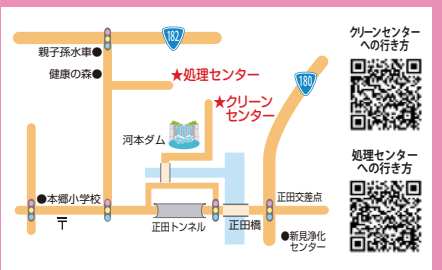 182
親子孫水車
健康の森
★処理センター
180
★クリーン
センター
河本ダム
本郷小学校
〒
正田トンネル
正田橋
正田交差点
新見浄化
センター
クリーンセンター
への行き方
処理センター
への行き方